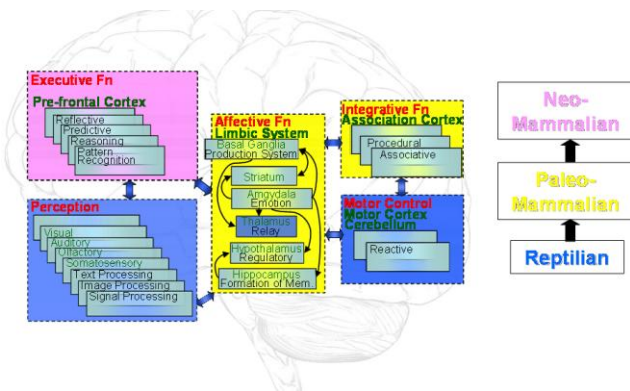 Executive Fn
Pre-frontal Cortex
Reflective
Predictive
Reasoning
Pattern
Recognition
Perception
Visual
Auditory
Olfactory
Somatosensory
Text Processing
Image Processing
Signal Processing
Affective Fn
Limbic System
Basal Ganglia
Production System
Striatum
Amygdala
Emotion
Thalamus
Relay
Hypothalamus
Regulatory
Hippocampus
Formation of Mem.
Integrative Fn
Association Cortex
Procedural
Associative
Motor Control
Motor Cortex
Cerebellum
Reactive
Neo-
Mammalian
Paleo-
Mammalian
Reptilian